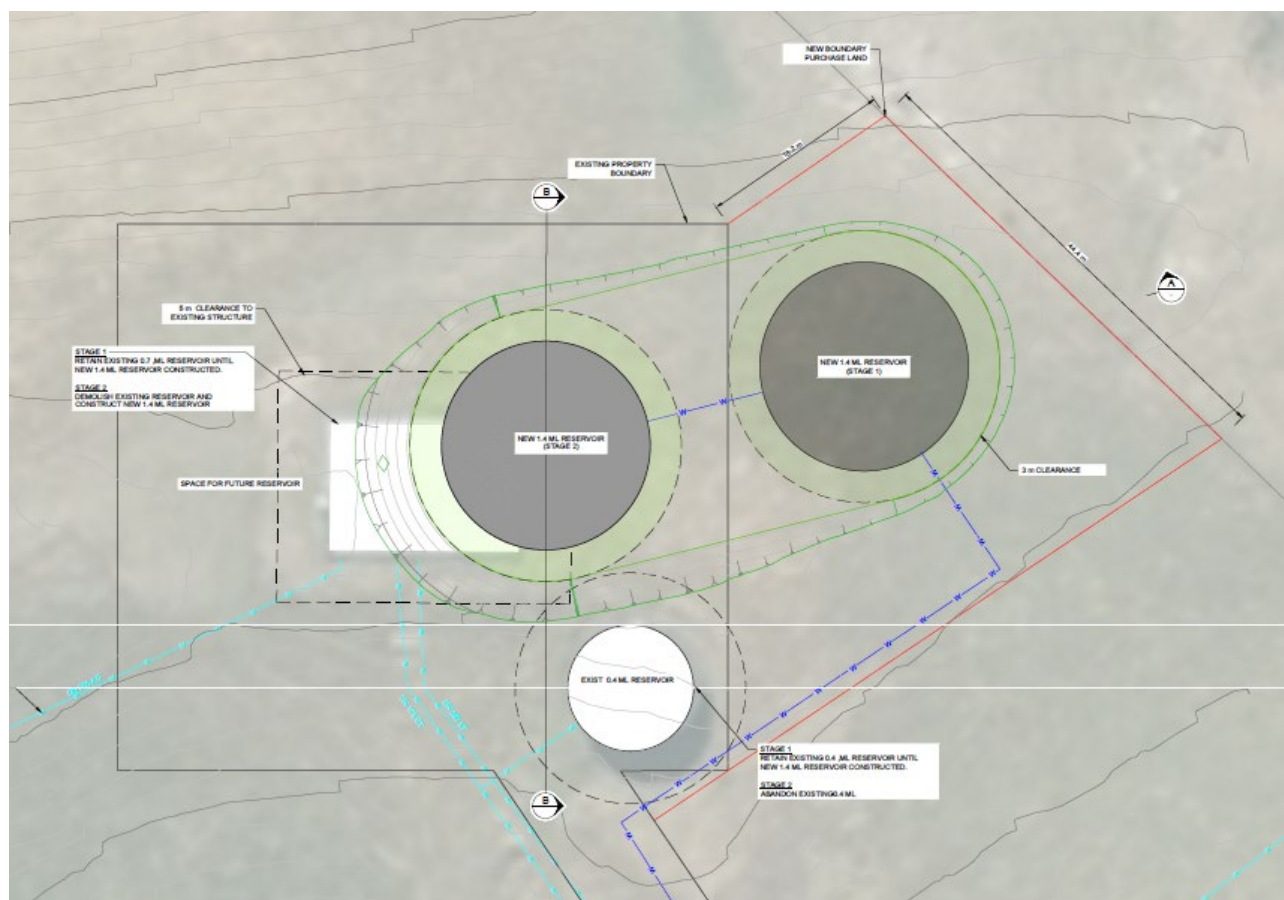 NEW BOUNDARY
PURCHASE LAND
EXISTING PROPERTY
BOUNDARY
B
44.4 m
A
5 m CLEARANCE TO
EXISTING STRUCTURE
STAGE 1
RETAIN EXISTING 0.7 ,ML RESERVOIR UNTIL
NEW 1.4 ML RESERVOIR CONSTRUCTED.
STAGE 2
DEMOLISH EXISTING RESERVOIR AND
CONSTRUCT NEW 1.4 ML RESERVOIR
NEW 1.4 ML RESERVOIR
(STAGE 1)
W W
NEW 1.4 ML RESERVOIR
(STAGE 2)
3 m CLEARANCE
SPACE FOR FUTURE RESERVOIR
EXIST 0.4 ML RESERVOIR
STAGE 1
RETAIN EXISTING 0.4 ,ML RESERVOIR UNTIL
NEW 1.4 ML RESERVOIR CONSTRUCTED.
STAGE 2
ABANDON EXISTING0.4 ML
B